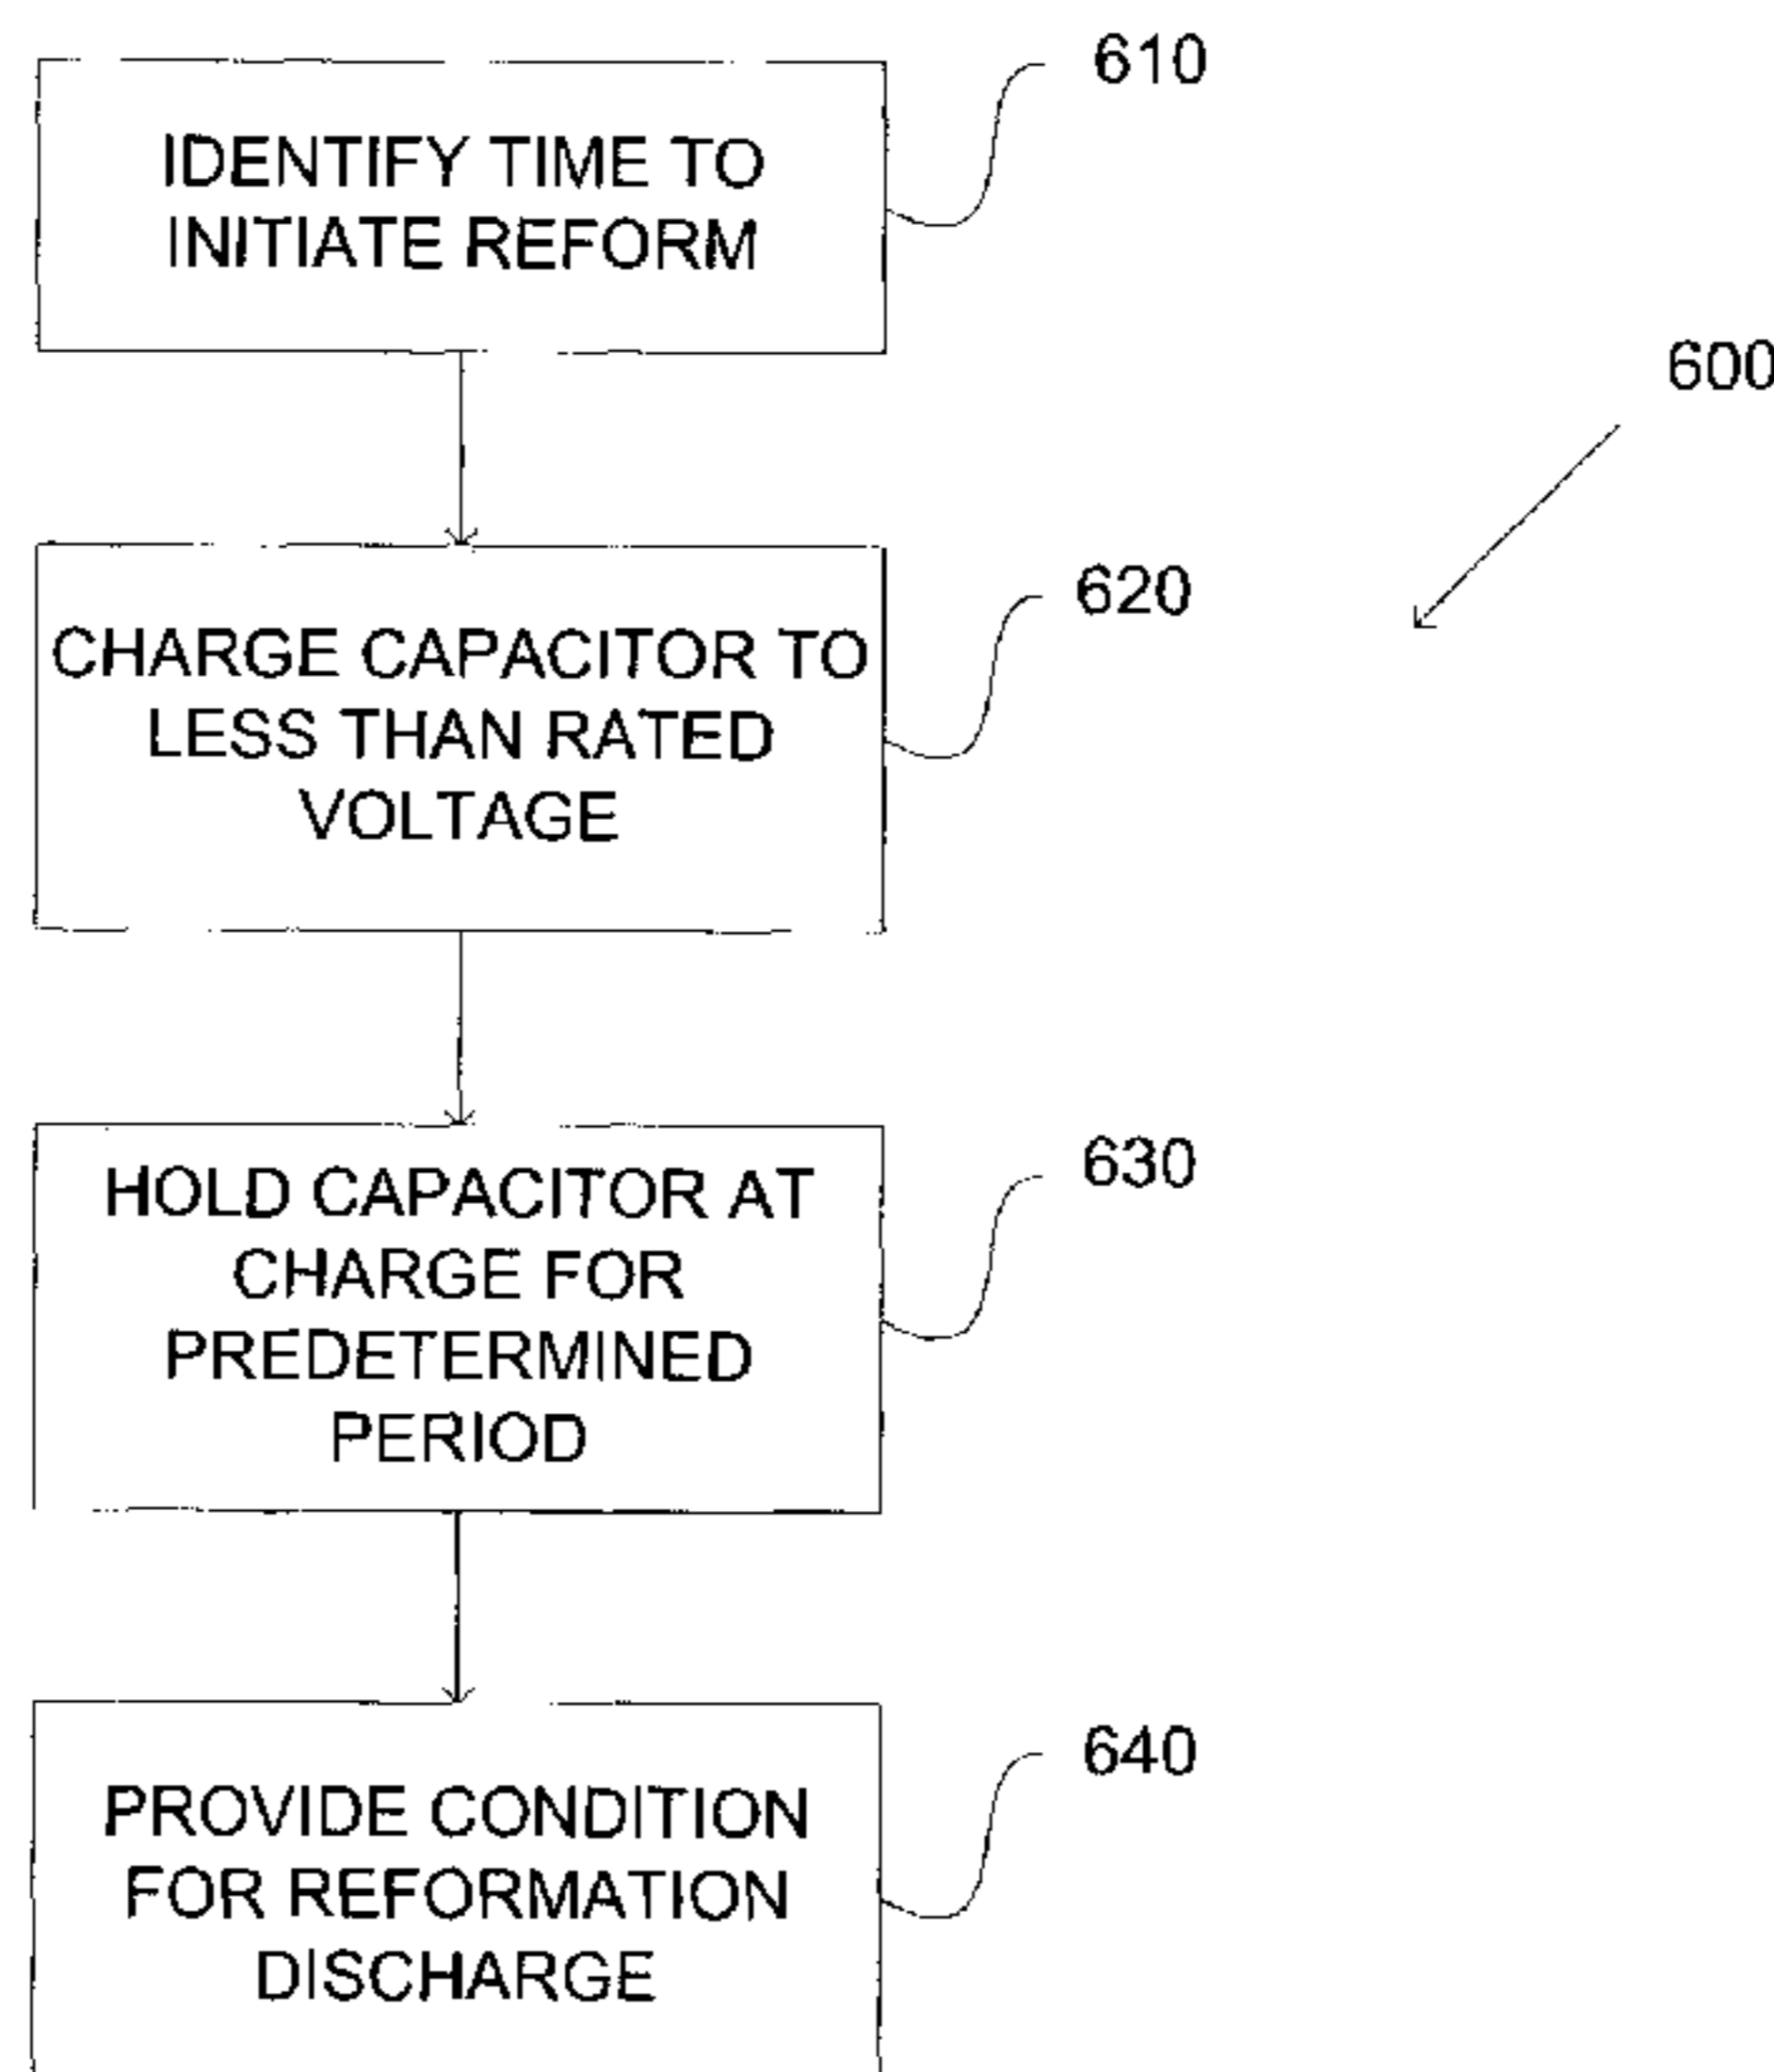 610
IDENTIFY TIME TO
INITIATE REFORM
600
620
CHARGE CAPACITOR TO
LESS THAN RATED
VOLTAGE
630
HOLD CAPACITOR AT
CHARGE FOR
PREDETERMINED
PERIOD
640
PROVIDE CONDITION
FOR REFORMATION
DISCHARGE